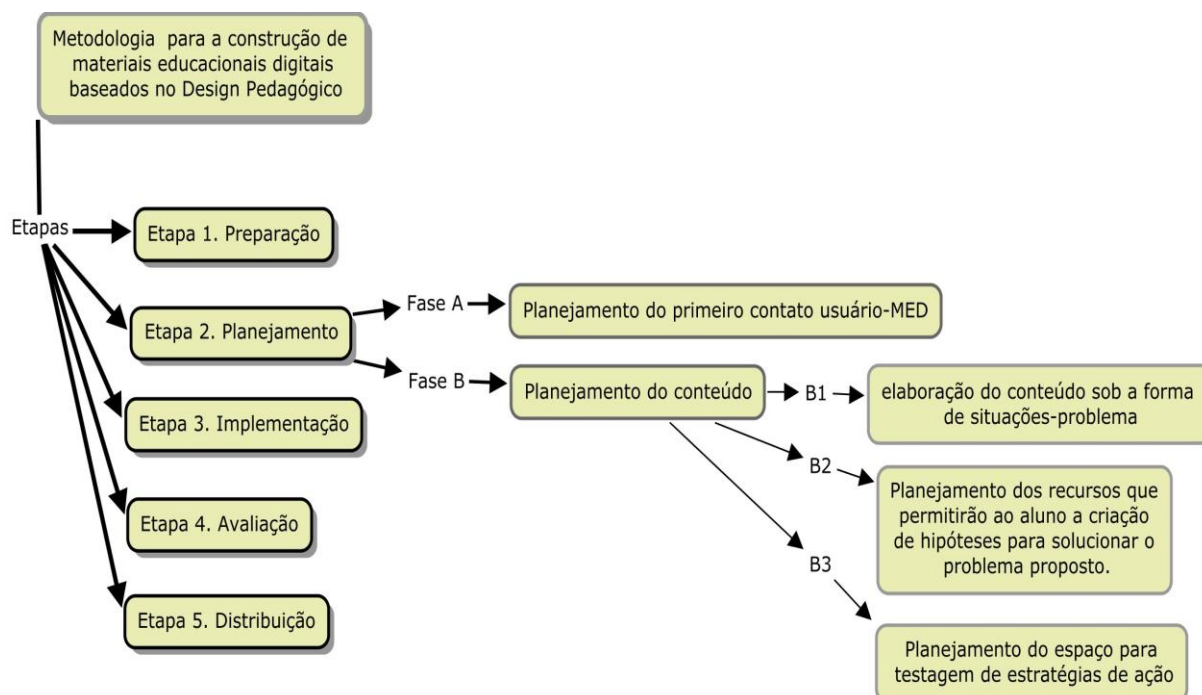 Metodologia para a construção de
materiais educacionais digitais
baseados no Design Pedagógico
Etapas
Etapa 1. Preparação
Etapa 2. Planejamento
Fase A
Planejamento do primeiro contato usuário-MED
Fase B
Planejamento do conteúdo
B1
elaboração do conteúdo sob a forma
de situações-problema
B2
Planejamento dos recursos que
permitirão ao aluno a criação
de hipóteses para solucionar o
problema proposto.
B3
Planejamento do espaço para
testagem de estratégias de ação
Etapa 3. Implementação
Etapa 4. Avaliação
Etapa 5. Distribuição